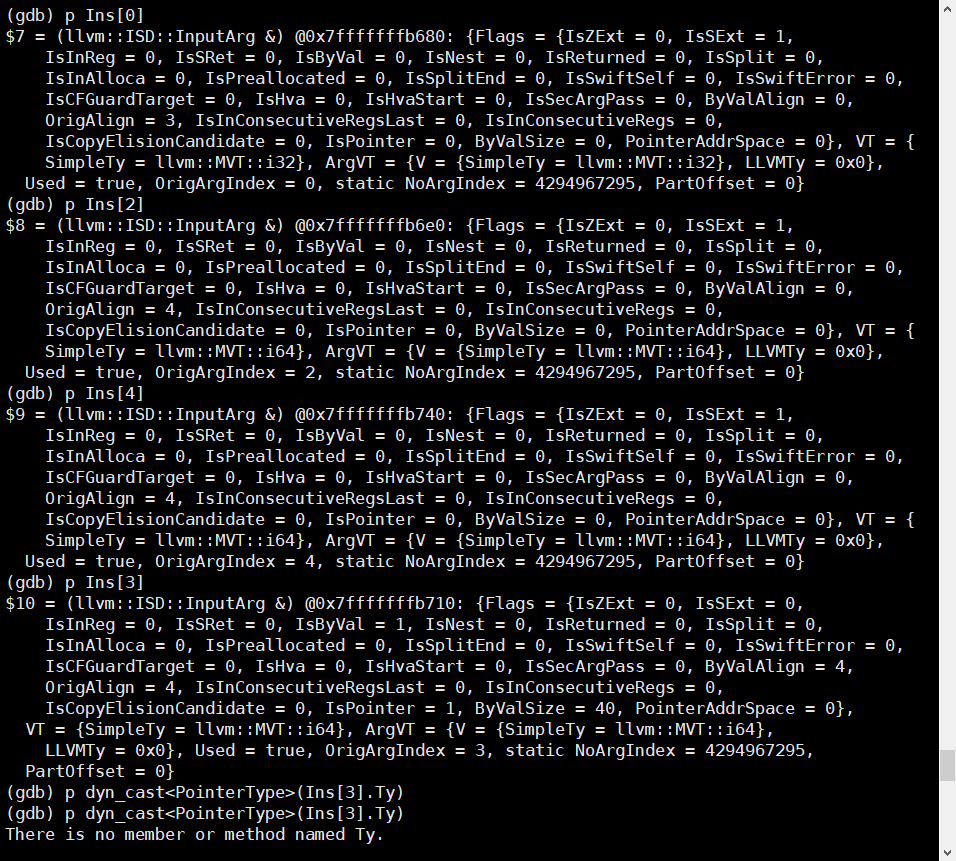 (gdb) p Ins[0]
$7 = (llvm::ISD::InputArg &) @0x7fffffffb680: {Flags = {IsZExt = 0, IsSExt = 1,
IsInReg = 0, IsSRet = 0, IsByVal = 0, IsNest = 0, IsReturned = 0, IsSplit = 0,
IsInAlloca = 0, IsPreallocated = 0, IsSplitEnd = 0, IsSwiftSelf = 0, IsSwiftError = 0,
IsCFGuardTarget = 0, IsHva = 0, IsHvaStart = 0, IsSecArgPass = 0, ByValAlign = 0,
OrigAlign = 3, IsInConsecutiveRegsLast = 0, IsInConsecutiveRegs = 0,
IsCopyElisionCandidate = 0, IsPointer = 0, ByValSize = 0, PointerAddrSpace = 0}, VT = {
SimpleTy = llvm::MVT::i32}, ArgVT = {V = {SimpleTy = llvm::MVT::i32}, LLVMTy = 0x0},
Used = true, OrigArgIndex = 0, static NoArgIndex = 4294967295, PartOffset = 0}
(gdb) p Ins[2]
$8 = (llvm::ISD::InputArg &) @0x7fffffffb6e0: {Flags = {IsZExt = 0, IsSExt = 1,
IsInReg = 0, IsSRet = 0, IsByVal = 0, IsNest = 0, IsReturned = 0, IsSplit = 0,
IsInAlloca = 0, IsPreallocated = 0, IsSplitEnd = 0, IsSwiftSelf = 0, IsSwiftError = 0,
IsCFGuardTarget = 0, IsHva = 0, IsHvaStart = 0, IsSecArgPass = 0, ByValAlign = 0,
OrigAlign = 4, IsInConsecutiveRegsLast = 0, IsInConsecutiveRegs = 0,
IsCopyElisionCandidate = 0, IsPointer = 0, ByValSize = 0, PointerAddrSpace = 0}, VT = {
SimpleTy = llvm::MVT::i64}, ArgVT = {V = {SimpleTy = llvm::MVT::i64}, LLVMTy = 0x0},
Used = true, OrigArgIndex = 2, static NoArgIndex = 4294967295, PartOffset = 0}
(gdb) p Ins[4]
$9 = (llvm::ISD::InputArg &) @0x7fffffffb740: {Flags = {IsZExt = 0, IsSExt = 1,
IsInReg = 0, IsSRet = 0, IsByVal = 0, IsNest = 0, IsReturned = 0, IsSplit = 0,
IsInAlloca = 0, IsPreallocated = 0, IsSplitEnd = 0, IsSwiftSelf = 0, IsSwiftError = 0,
IsCFGuardTarget = 0, IsHva = 0, IsHvaStart = 0, IsSecArgPass = 0, ByValAlign = 0,
OrigAlign = 4, IsInConsecutiveRegsLast = 0, IsInConsecutiveRegs = 0,
IsCopyElisionCandidate = 0, IsPointer = 0, ByValSize = 0, PointerAddrSpace = 0}, VT = {
SimpleTy = llvm::MVT::i64}, ArgVT = {V = {SimpleTy = llvm::MVT::i64}, LLVMTy = 0x0},
Used = true, OrigArgIndex = 4, static NoArgIndex = 4294967295, PartOffset = 0}
(gdb) p Ins[3]
$10 = (llvm::ISD::InputArg &) @0x7fffffffb710: {Flags = {IsZExt = 0, IsSExt = 0,
IsInReg = 0, IsSRet = 0, IsByVal = 1, IsNest = 0, IsReturned = 0, IsSplit = 0,
IsInAlloca = 0, IsPreallocated = 0, IsSplitEnd = 0, IsSwiftSelf = 0, IsSwiftError = 0,
IsCFGuardTarget = 0, IsHva = 0, IsHvaStart = 0, IsSecArgPass = 0, ByValAlign = 4,
OrigAlign = 4, IsInConsecutiveRegsLast = 0, IsInConsecutiveRegs = 0,
IsCopyElisionCandidate = 0, IsPointer = 1, ByValSize = 40, PointerAddrSpace = 0},
VT = {SimpleTy = llvm::MVT::i64}, ArgVT = {V = {SimpleTy = llvm::MVT::i64},
LLVMTy = 0x0}, Used = true, OrigArgIndex = 3, static NoArgIndex = 4294967295,
PartOffset = 0}
(gdb) p dyn_cast<PointerType>(Ins[3].Ty)
(gdb) p dyn_cast<PointerType>(Ins[3].Ty)
There is no member or method named Ty.